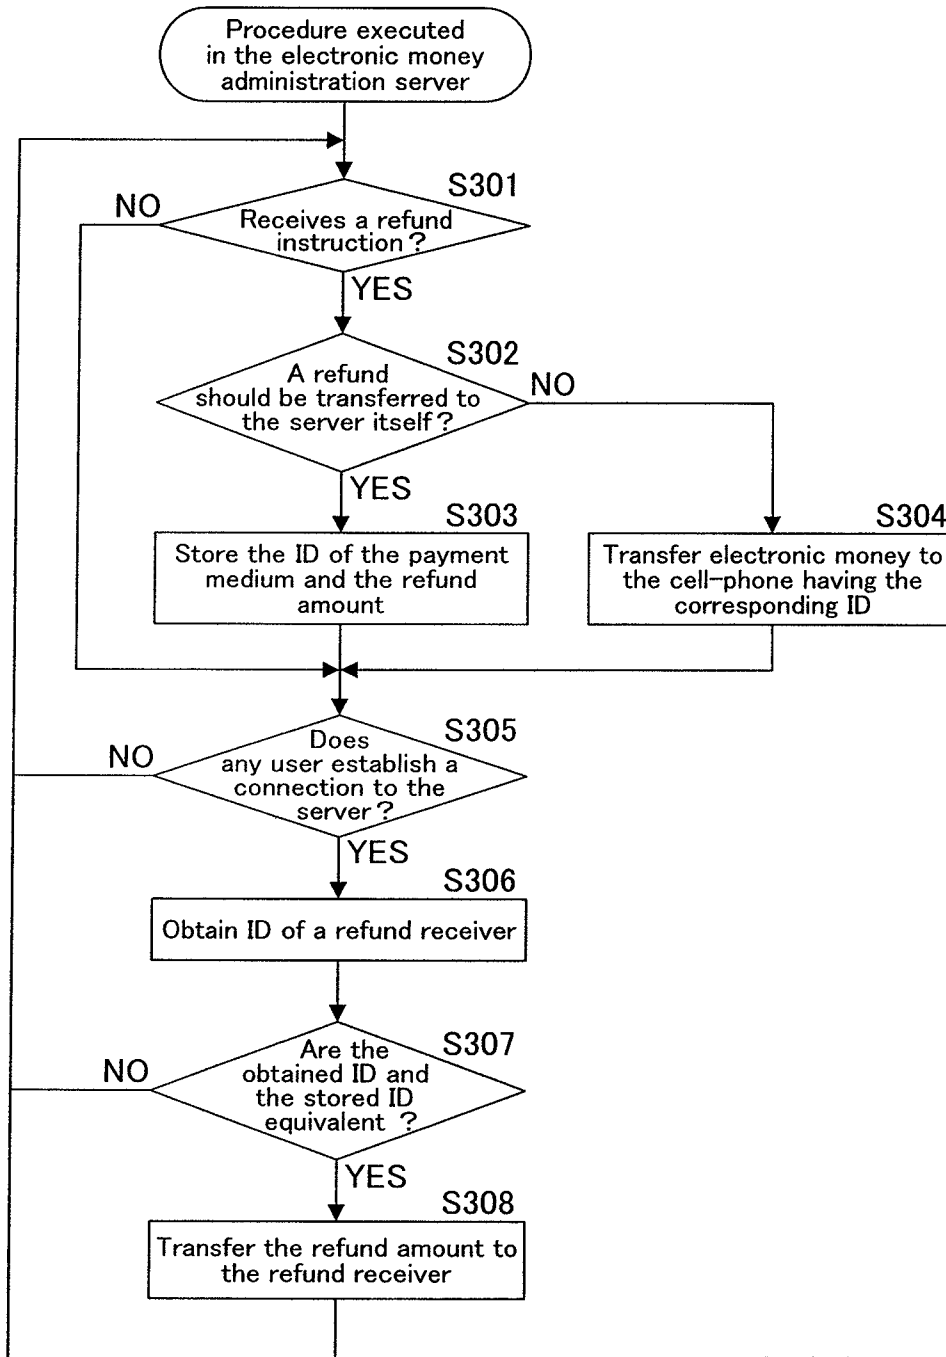 Procedure executed
in the electronic money
administration server
S301
NO
Receives a refund
instruction?
YES
S302
A refund
should be transferred to
the server itself?
NO
YES
S303
Store the ID of the payment
medium and the refund
amount
S304
Transfer electronic money to
the cell-phone having the
corresponding ID
S305
NO
Does
any user establish a
connection to the
server?
YES
S306
Obtain ID of a refund receiver
S307
NO
Are the
obtained ID and
the stored ID
equivalent ?
YES
S308
Transfer the refund amount to
the refund receiver